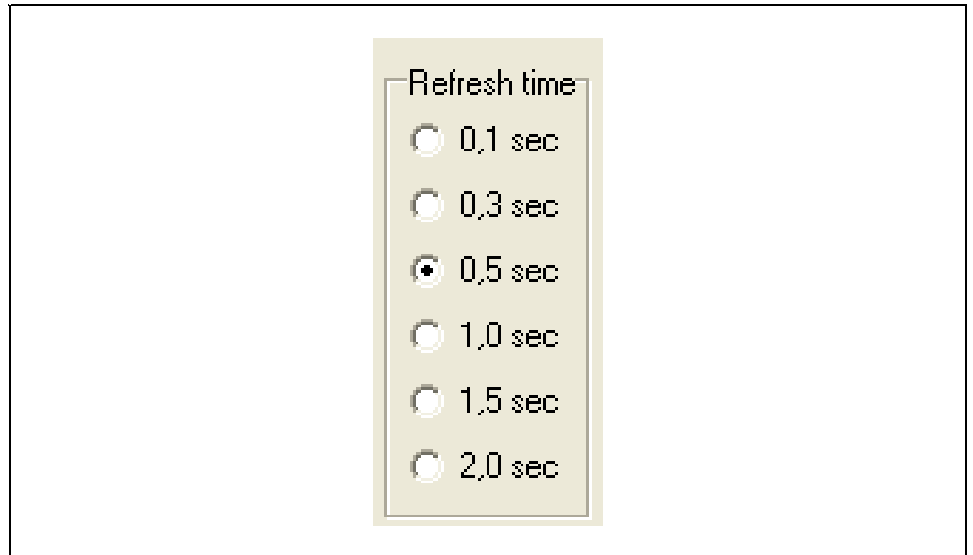 Refresh time
0,1 sec
0,3 sec
0,5 sec
1,0 sec
1,5 sec
2,0 sec